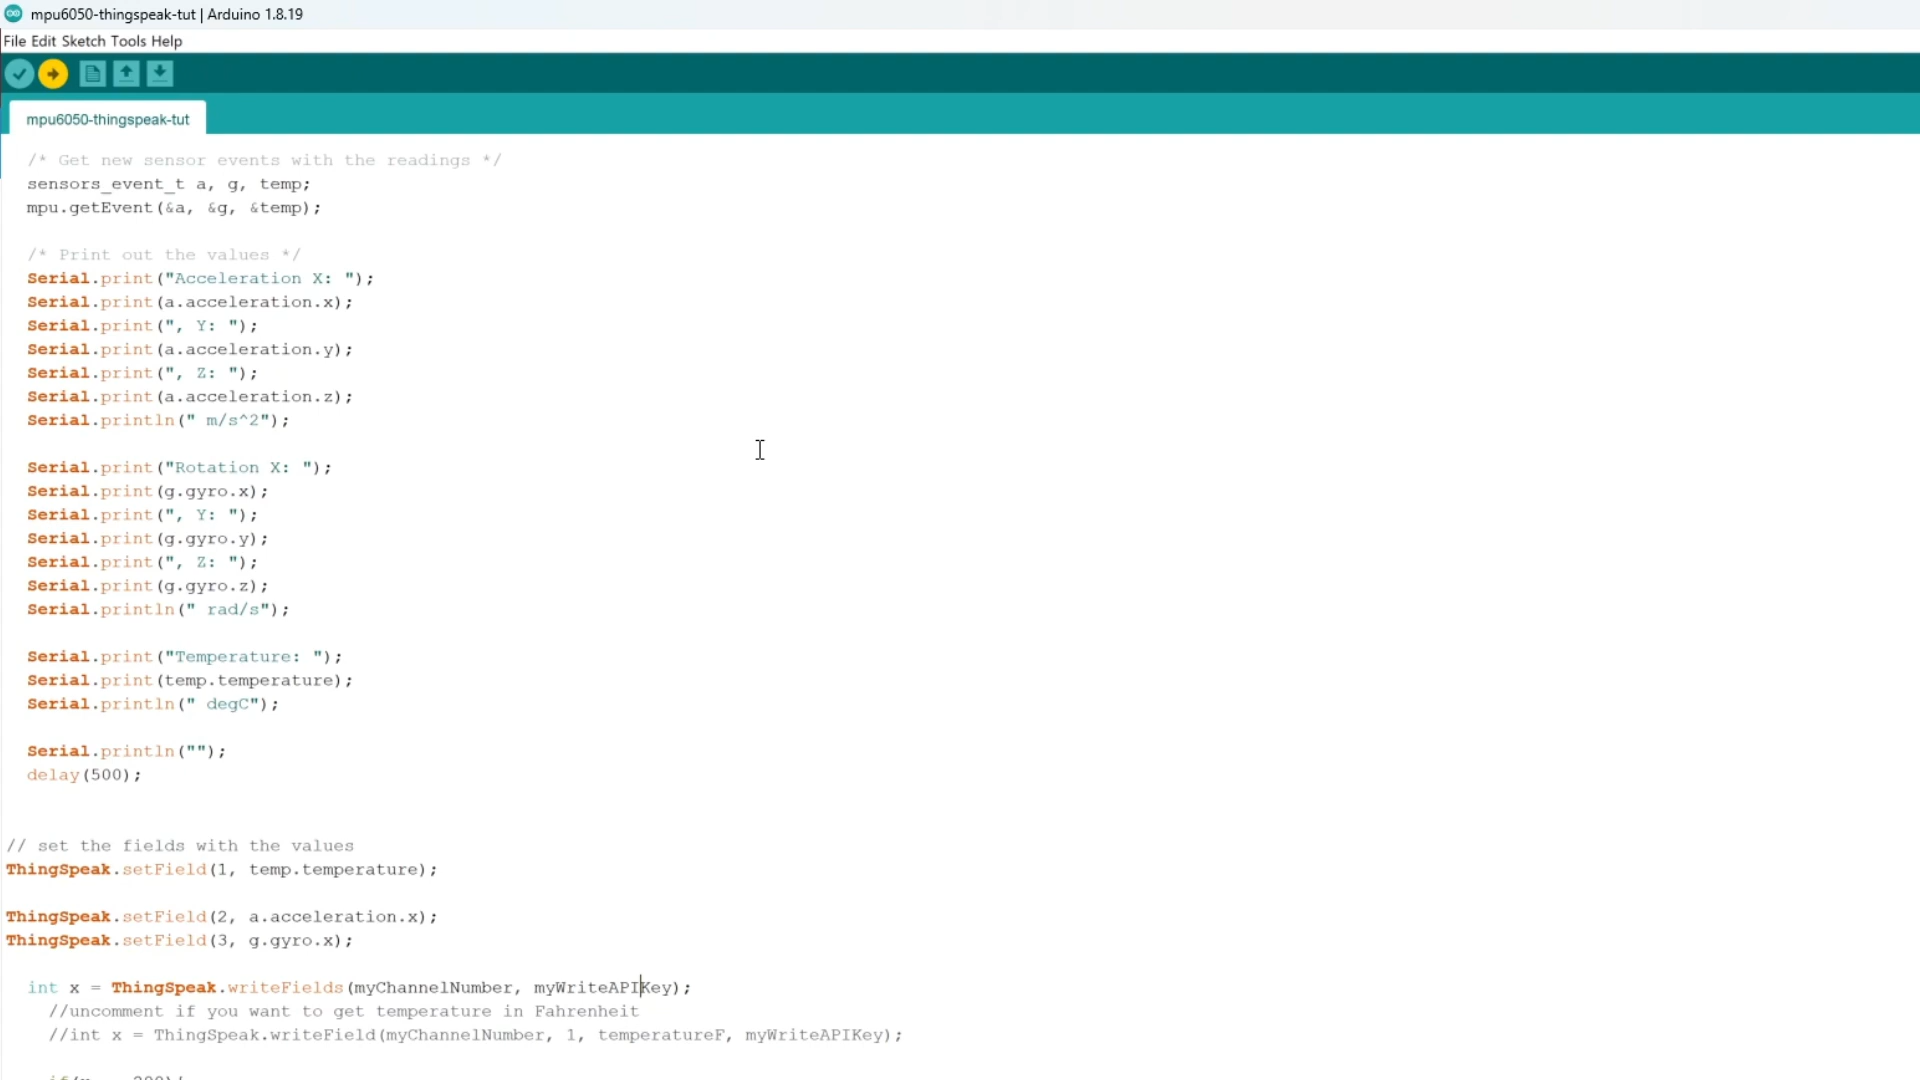 mpu6050-thingspeak-tut | Arduino 1.8.19
File Edit Sketch Tools Help
mpu6050-thingspeak-tut
/* Get new sensor events with the readings */
sensors_event_t a, g, temp;
mpu.getEvent(&a, &g, &temp);
/* Print out the values */
Serial.print("Acceleration X: ");
Serial.print(a.acceleration.x);
Serial.print(", Y: ");
Serial.print(a.acceleration.y);
Serial.print(", Z: ");
Serial.print(a.acceleration.z);
Serial.println(" m/s^2");
Serial.print("Rotation X: ");
Serial.print(g.gyro.x);
Serial.print(", Y: ");
Serial.print(g.gyro.y);
Serial.print(", Z: ");
Serial.print(g.gyro.z);
Serial.println(" rad/s");
Serial.print("Temperature: ");
Serial.print(temp.temperature);
Serial.println(" degC");
Serial.println("");
delay(500);
// set the fields with the values
ThingSpeak.setField(1, temp.temperature);
ThingSpeak.setField(2, a.acceleration.x);
ThingSpeak.setField(3, g.gyro.x);
int x = ThingSpeak.writeFields(myChannelNumber, myWriteAPIKey);
//uncomment if you want to get temperature in Fahrenheit
//int x = ThingSpeak.writeField(myChannelNumber, 1, temperatureF, myWriteAPIKey);